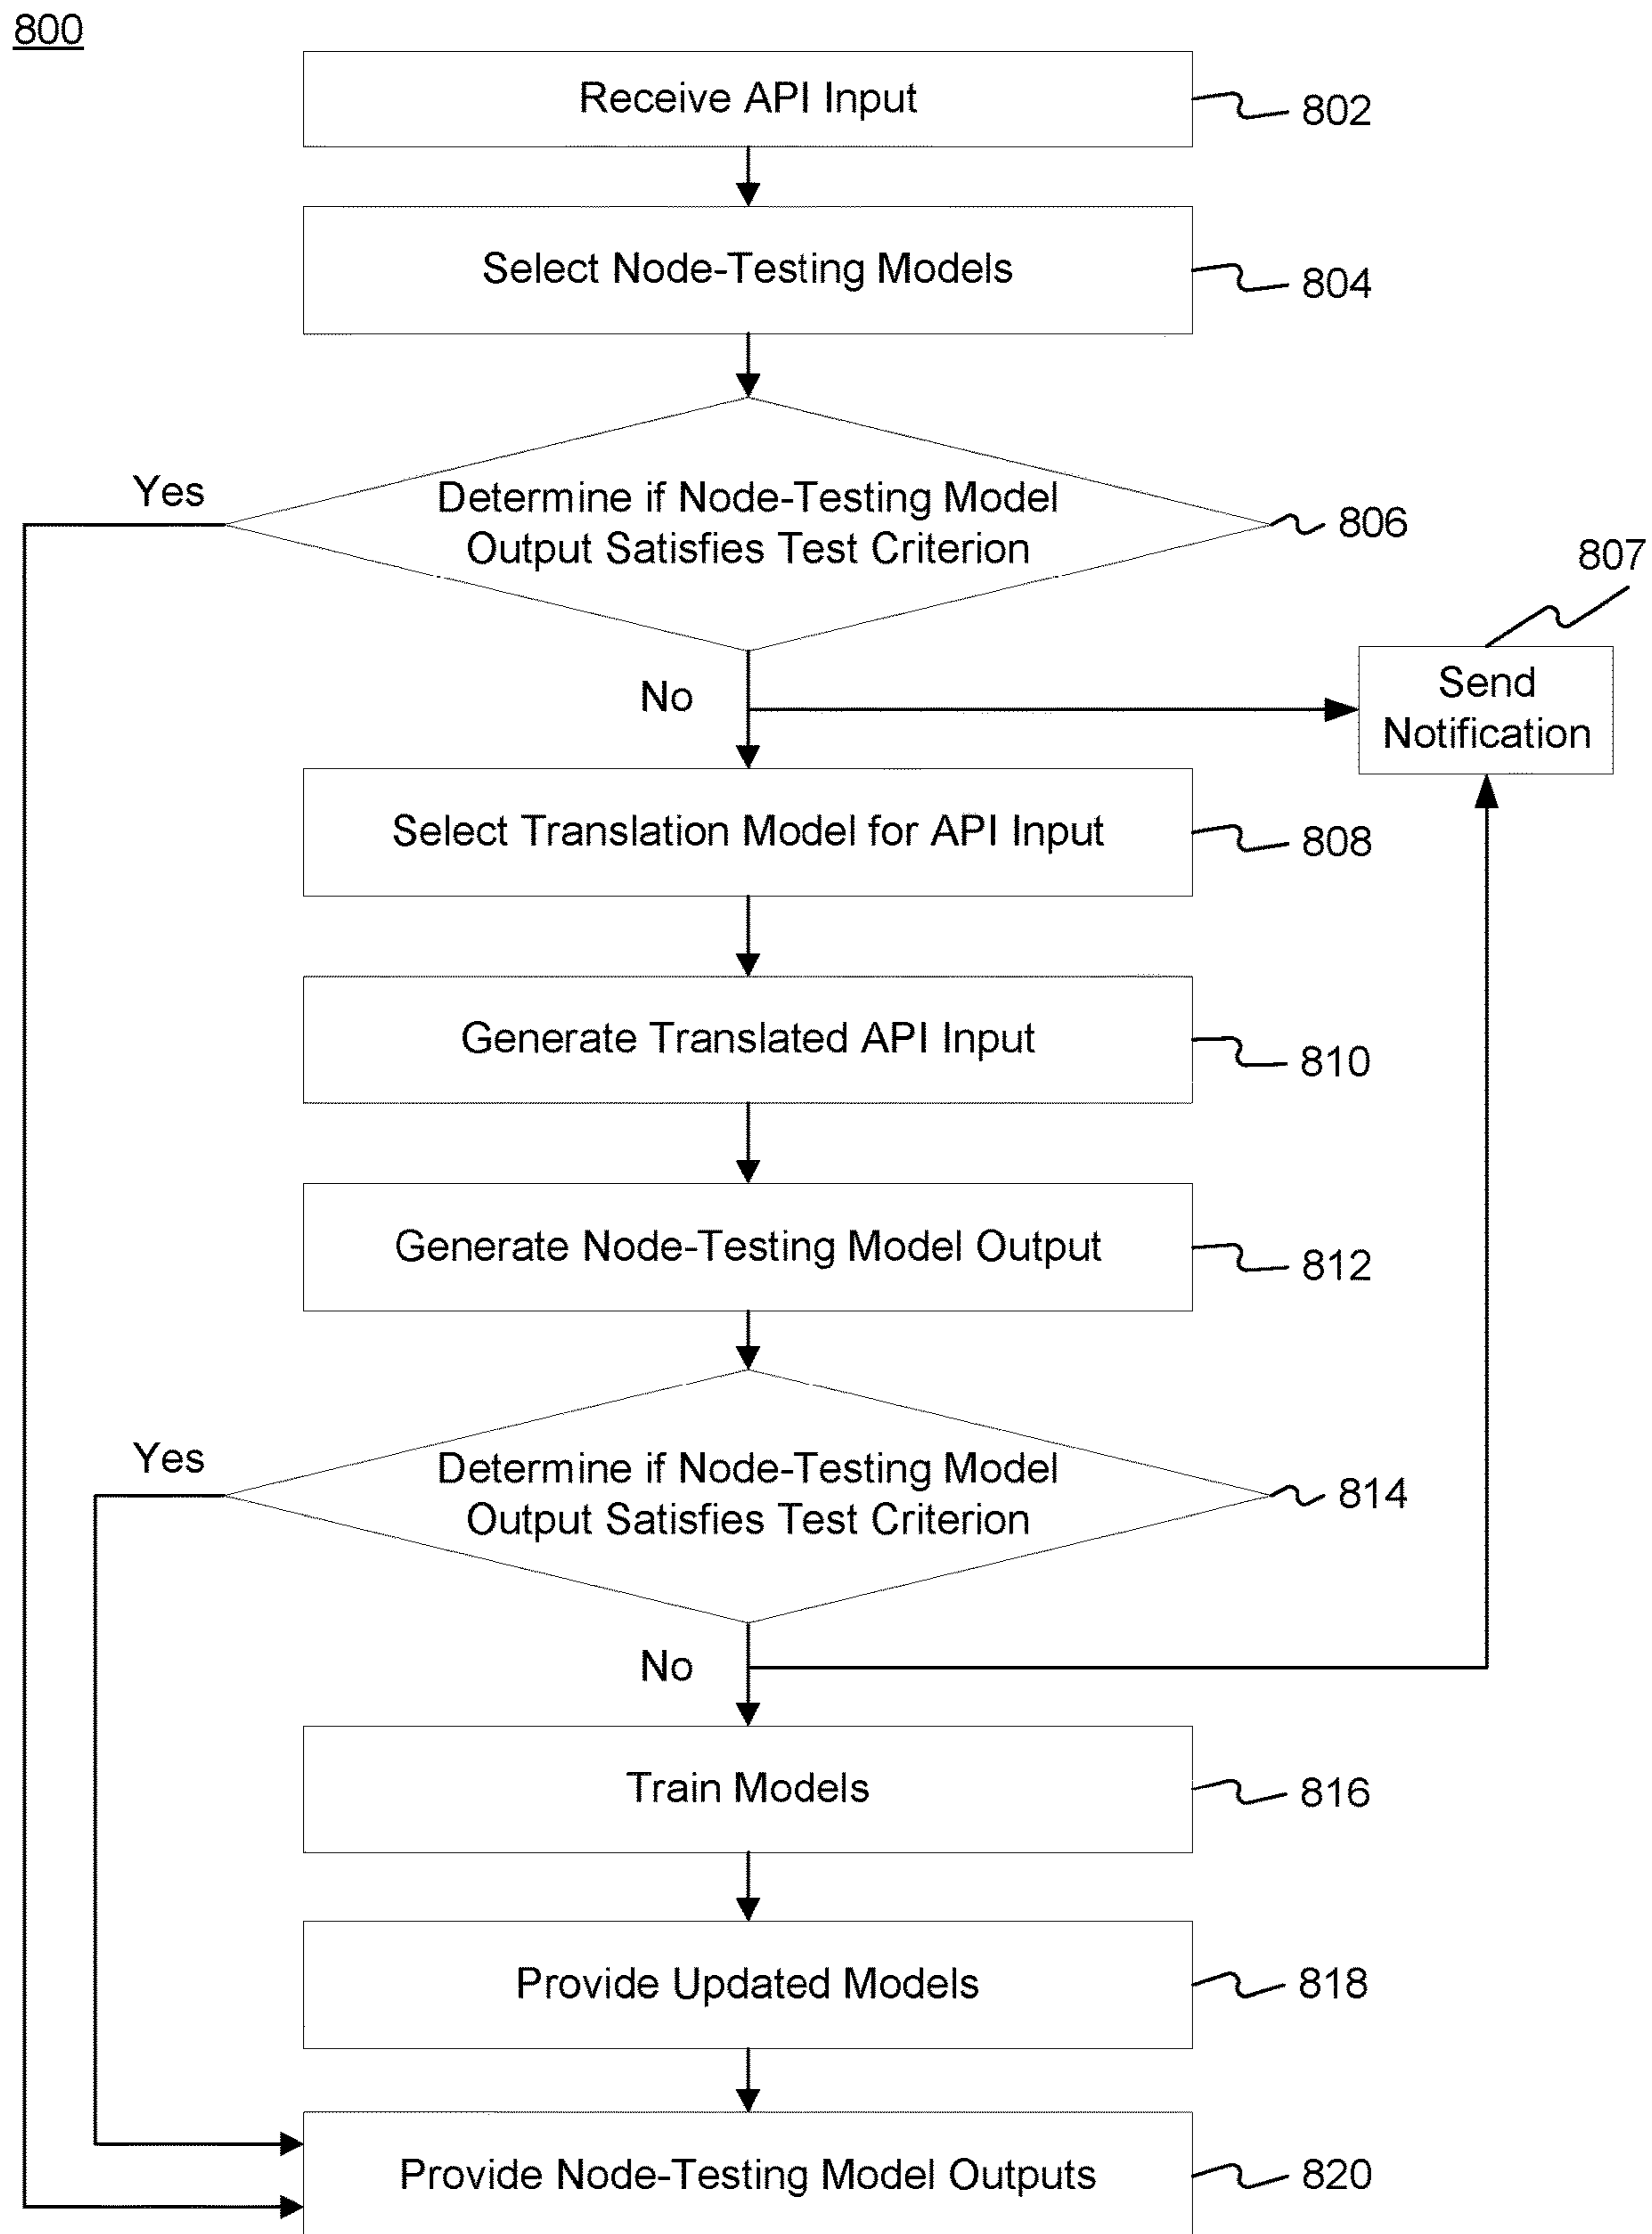 800
Receive API Input
802
Select Node-Testing Models
804
Yes
Determine if Node-Testing Model
Output Satisfies Test Criterion
806
807
No
Send
Notification
Select Translation Model for API Input
808
Generate Translated API Input
810
Generate Node-Testing Model Output
812
Yes
Determine if Node-Testing Model
Output Satisfies Test Criterion
814
No
Train Models
816
Provide Updated Models
818
Provide Node-Testing Model Outputs
820